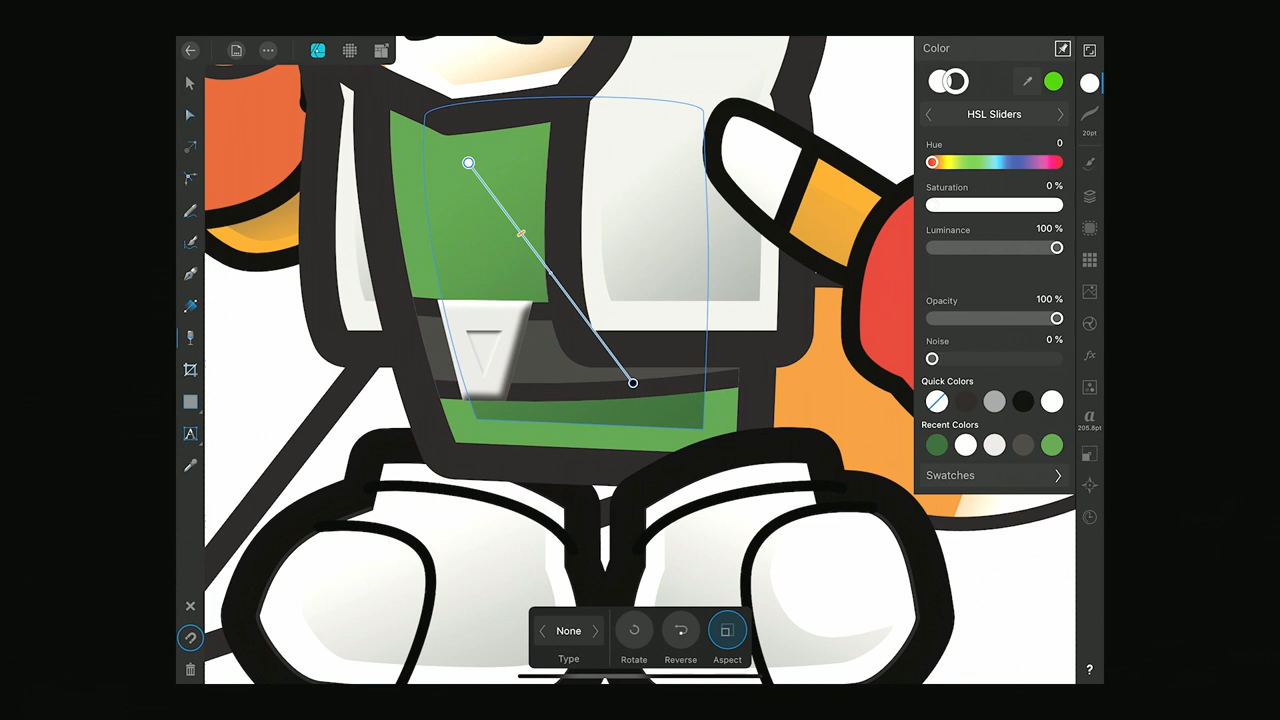 Color
HSL Sliders
20pt
Hue
0
Saturation
0 %
Luminance
100 %
Opacity
100 %
Noise
0 %
Quick Colors
a
205.8pt
Recent Colors
Swatches
None
Type
Rotate
Reverse
Aspect
A
fx
?